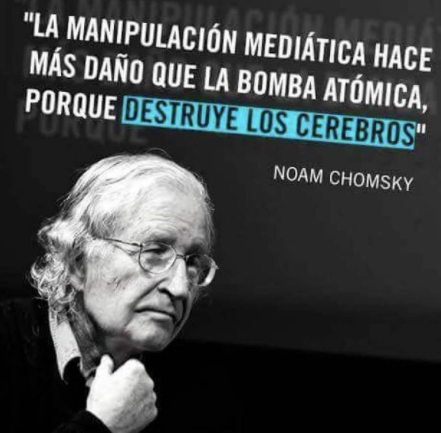 "LA MANIPULACIÓN MEDIÁTICA HACE
MÁS DAÑO QUE LA BOMBA ATÓMICA,
PORQUE DESTRUYE LOS CEREBROS"
NOAM CHOMSKY